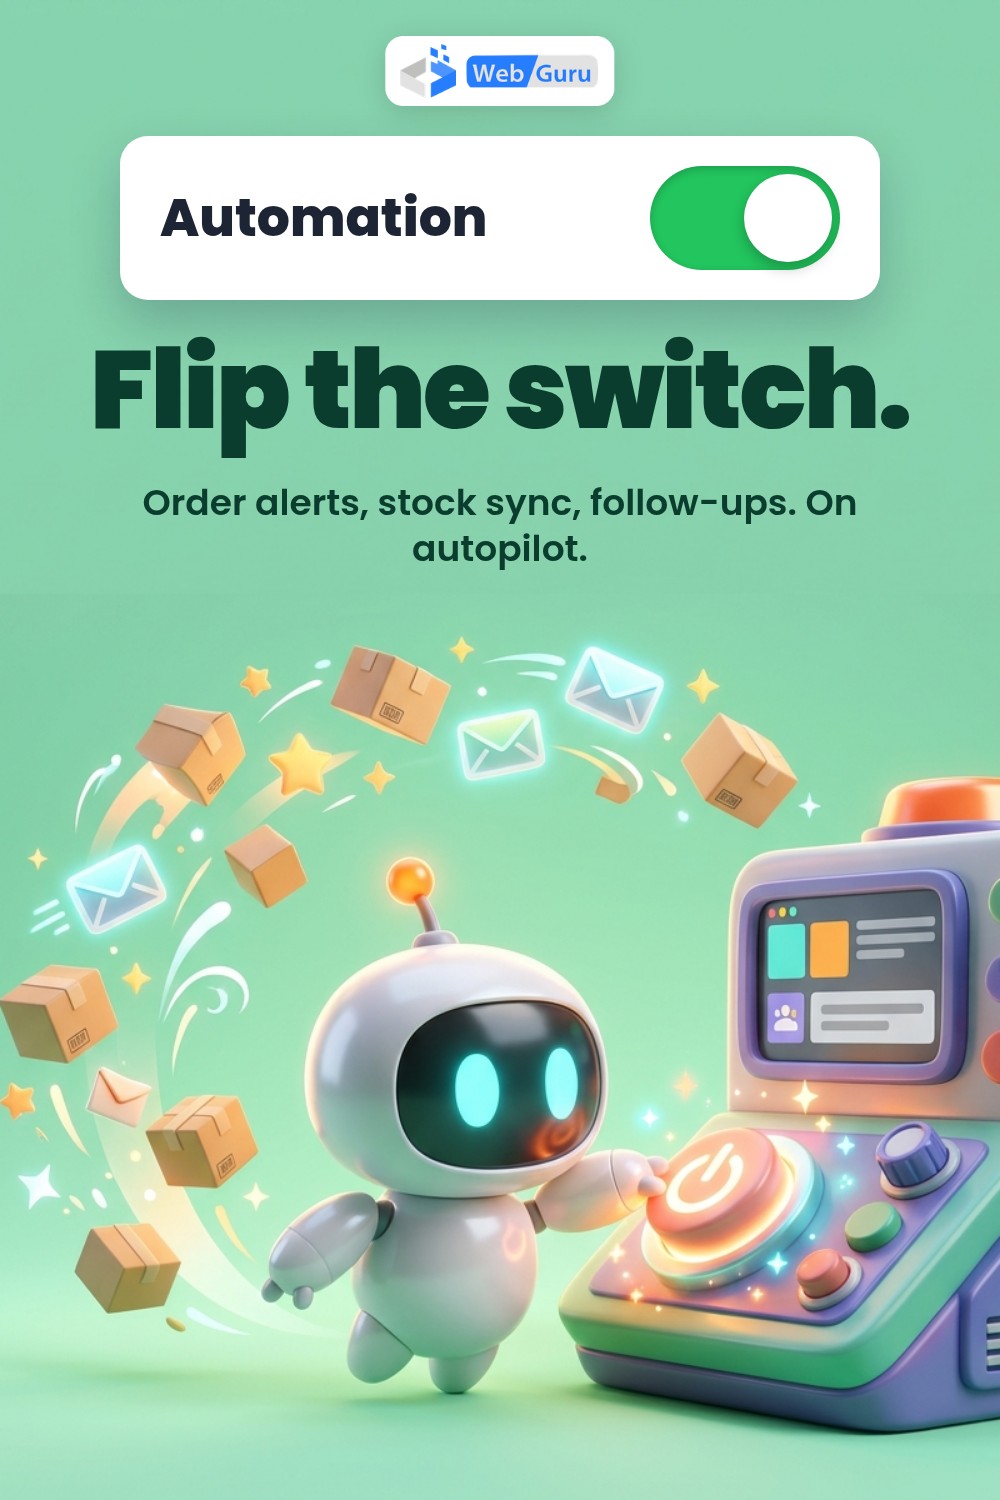 Web Guru
Automation
Flip the switch.
Order alerts, stock sync, follow-ups. On
autopilot.